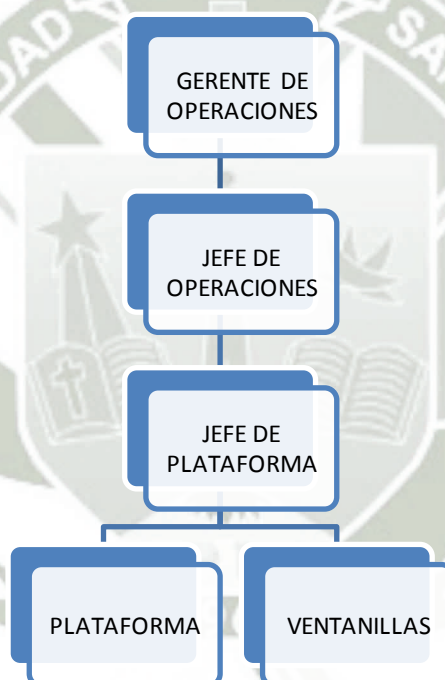 GERENTE DE
OPERACIONES
JEFE DE
OPERACIONES
JEFE DE
PLATAFORMA
PLATAFORMA
VENTANILLAS